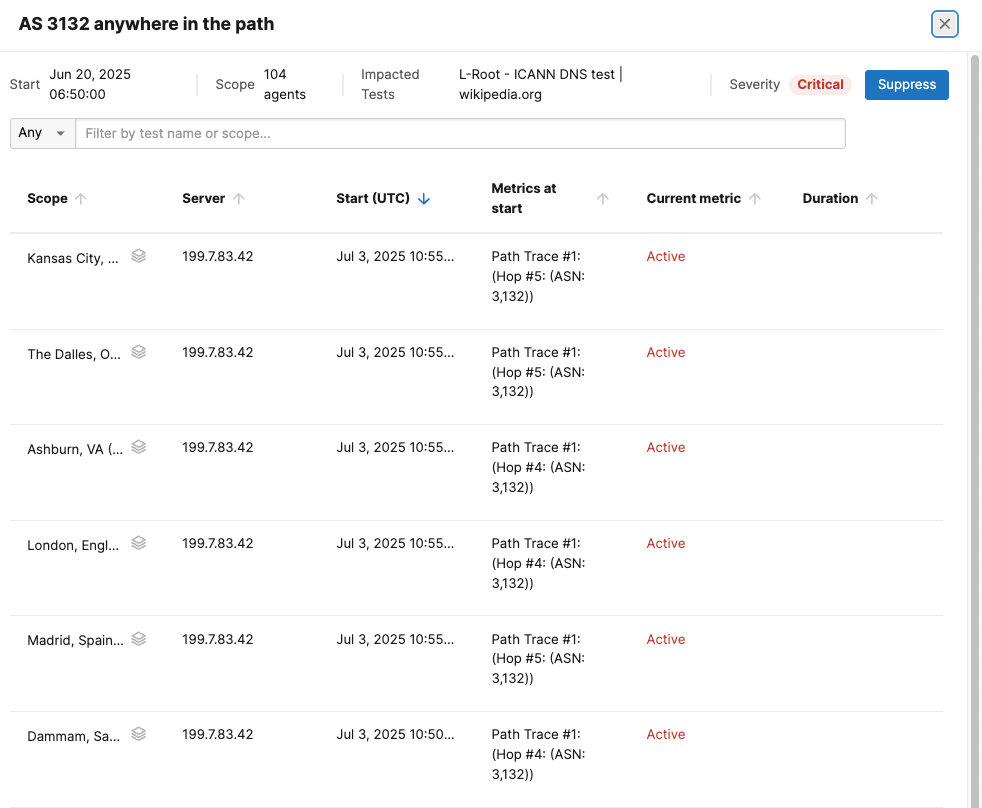 AS 3132 anywhere in the path
Start
Jun 20, 2025
06:50:00
Scope
104
agents
Impacted
Tests
L-Root - ICANN DNS test |
wikipedia.org
Severity
Critical
Suppress
Any
Filter by test name or scope...
Scope
Server
Start (UTC)
Metrics at
start
Current metric
Duration
Kansas City, ...
199.7.83.42
Jul 3, 2025 10:55...
Path Trace #1:
(Hop #5: (ASN:
3,132))
Active
The Dalles, O...
199.7.83.42
Jul 3, 2025 10:55...
Path Trace #1:
(Hop #5: (ASN:
3,132))
Active
Ashburn, VA (...
199.7.83.42
Jul 3, 2025 10:55...
Path Trace #1:
(Hop #4: (ASN:
3,132))
Active
London, Engl...
199.7.83.42
Jul 3, 2025 10:55...
Path Trace #1:
(Hop #4: (ASN:
3,132))
Active
Madrid, Spain...
199.7.83.42
Jul 3, 2025 10:55...
Path Trace #1:
(Hop #5: (ASN:
3,132))
Active
Dammam, Sa...
199.7.83.42
Jul 3, 2025 10:50...
Path Trace #1:
(Hop #4: (ASN:
3,132))
Active